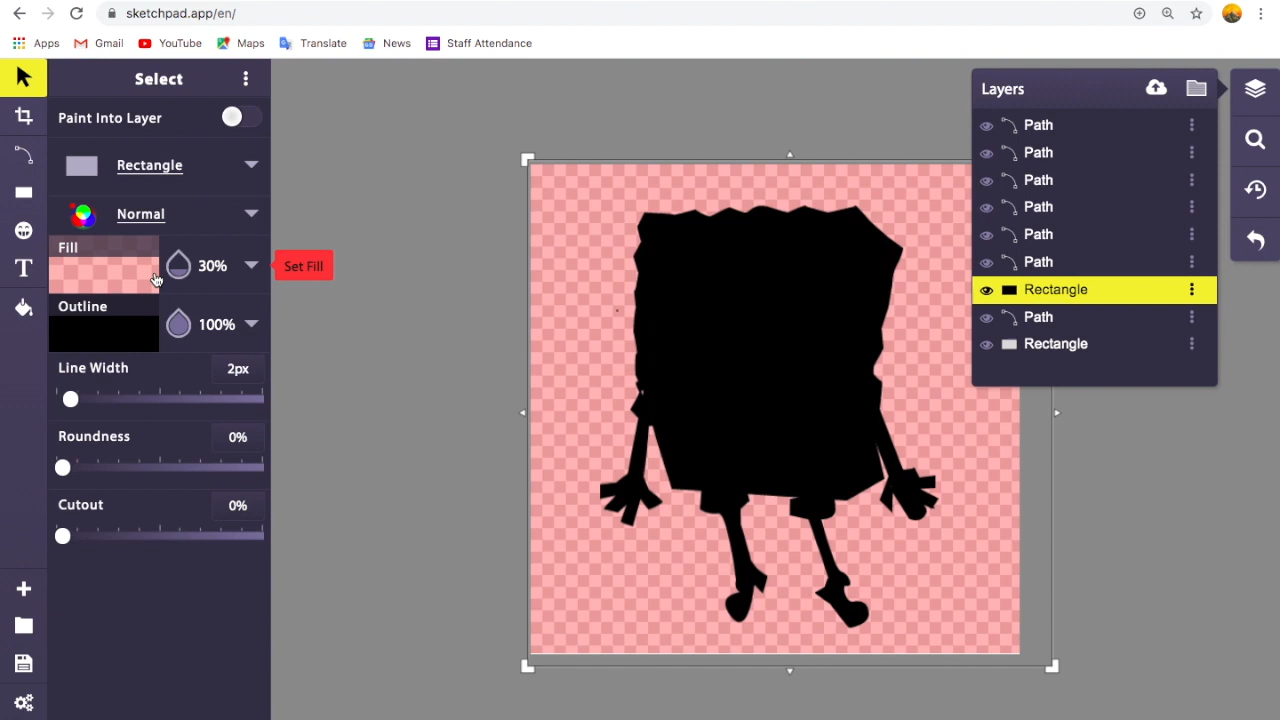 sketchpad.app/en/
Apps Gmail YouTube Maps Translate News Staff Attendance
Select
Paint Into Layer
Rectangle
Normal
Fill
30%
Set Fill
Outline
100%
Line Width 2px
Roundness 0%
Cutout 0%
Layers
Path
Path
Path
Path
Path
Path
Rectangle
Path
Rectangle
T